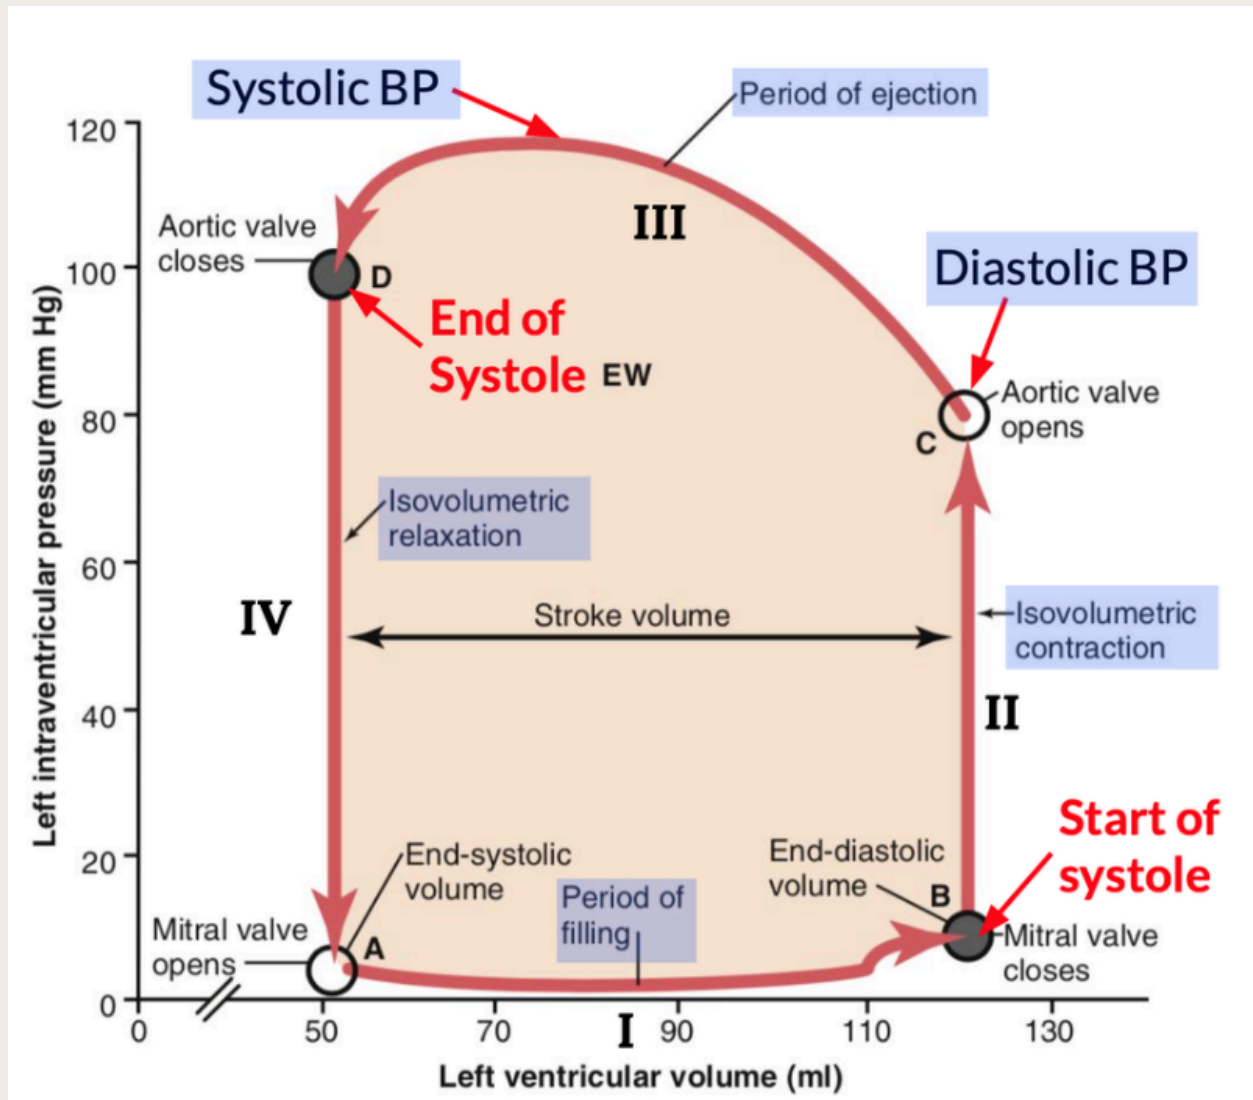 Systolic BP
Period of ejection
120
Aortic valve
closes
III
100
D
Diastolic BP
End of
Systole
EW
Aortic valve
opens
80
C
Left intraventricular pressure (mm Hg)
Isovolumetric
relaxation
60
IV
Stroke volume
Isovolumetric
contraction
40
II
Start of
systole
20
End-systolic
volume
End-diastolic
volume
B
Period of
filling
Mitral valve
opens
A
Mitral valve
closes
0
0
50
70
I
90
110
130
Left ventricular volume (ml)